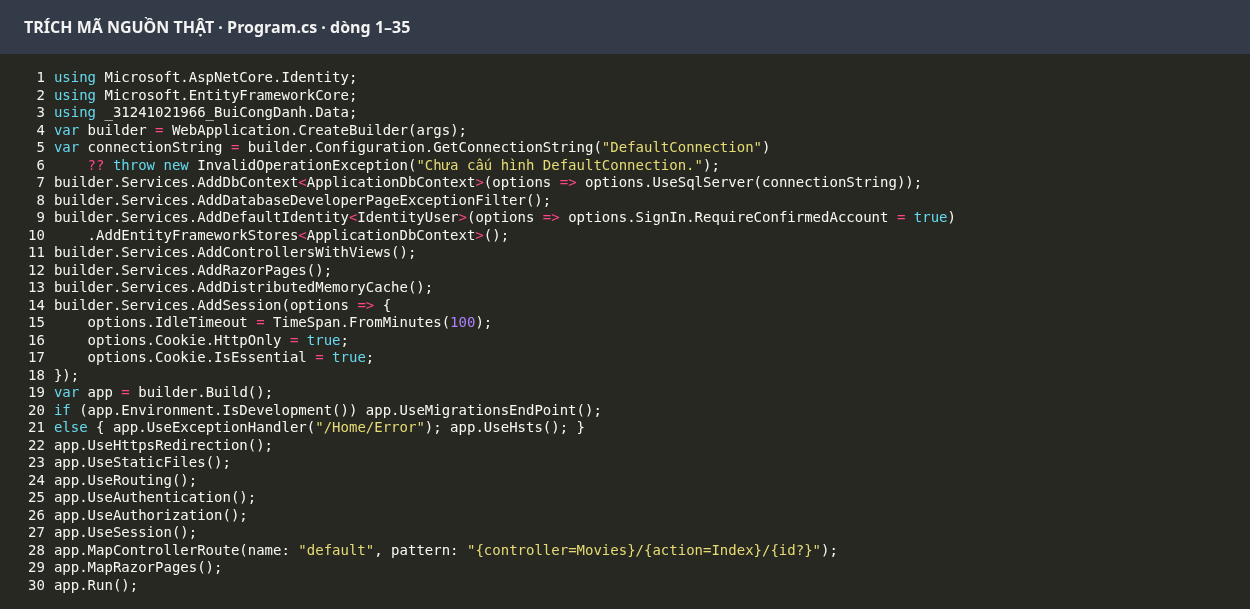 TRÍCH MÃ NGUỒN THẬT · Program.cs · dòng 1–35
1 using Microsoft.AspNetCore.Identity;
2 using Microsoft.EntityFrameworkCore;
3 using _31241021966_BuiCongDanh.Data;
4 var builder = WebApplication.CreateBuilder(args);
5 var connectionString = builder.Configuration.GetConnectionString("DefaultConnection")
6     ?? throw new InvalidOperationException("Chưa cấu hình DefaultConnection.");
7 builder.Services.AddDbContext<ApplicationDbContext>(options => options.UseSqlServer(connectionString));
8 builder.Services.AddDatabaseDeveloperPageExceptionFilter();
9 builder.Services.AddDefaultIdentity<IdentityUser>(options => options.SignIn.RequireConfirmedAccount = true)
10     .AddEntityFrameworkStores<ApplicationDbContext>();
11 builder.Services.AddControllersWithViews();
12 builder.Services.AddRazorPages();
13 builder.Services.AddDistributedMemoryCache();
14 builder.Services.AddSession(options => {
15     options.IdleTimeout = TimeSpan.FromMinutes(100);
16     options.Cookie.HttpOnly = true;
17     options.Cookie.IsEssential = true;
18 });
19 var app = builder.Build();
20 if (app.Environment.IsDevelopment()) app.UseMigrationsEndPoint();
21 else { app.UseExceptionHandler("/Home/Error"); app.UseHsts(); }
22 app.UseHttpsRedirection();
23 app.UseStaticFiles();
24 app.UseRouting();
25 app.UseAuthentication();
26 app.UseAuthorization();
27 app.UseSession();
28 app.MapControllerRoute(name: "default", pattern: "{controller=Movies}/{action=Index}/{id?}");
29 app.MapRazorPages();
30 app.Run();